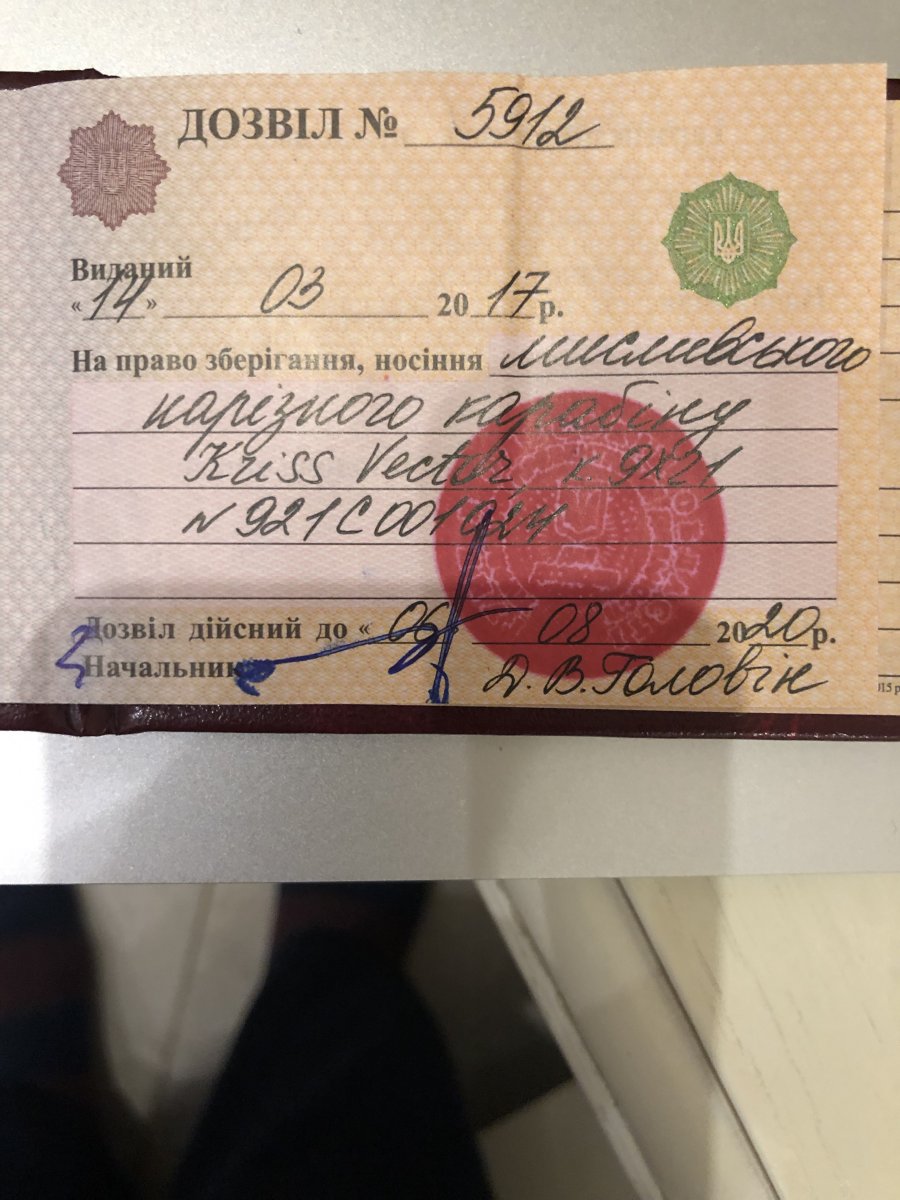 ДОЗВІЛ № 5912
Виданий
« 14 » 03 2017 р.
На право зберігання, носіння мисливського
нарізного карабіну
Kriss Vector, к 9х21,
№ 921С001924
Дозвіл дійсний до « 06 » 08 2020 р.
Начальник Д. В. Головін